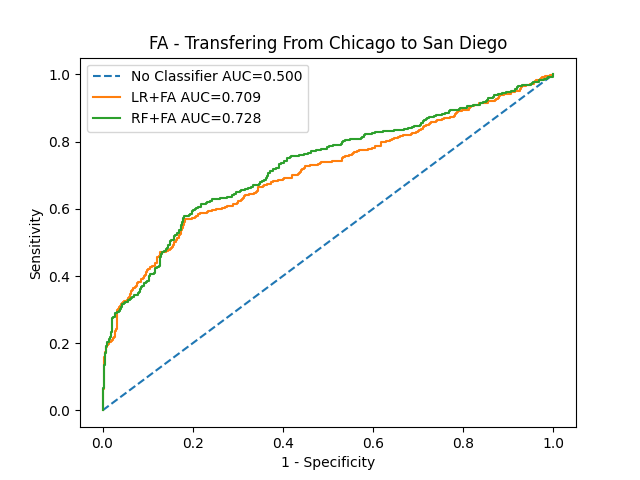 FA - Transfering From Chicago to San Diego
No Classifier AUC=0.500
LR+FA AUC=0.709
RF+FA AUC=0.728
Sensitivity
1.0
0.8
0.6
0.4
0.2
0.0
0.0 0.2 0.4 0.6 0.8 1.0
1 - Specificity